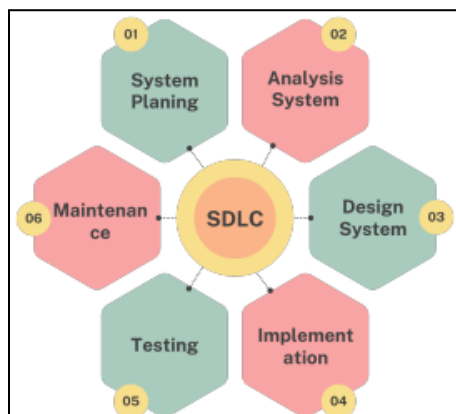 01
System
Planing
02
Analysis
System
03
Design
System
04
Implement
ation
05
Testing
06
Maintenan
ce
SDLC